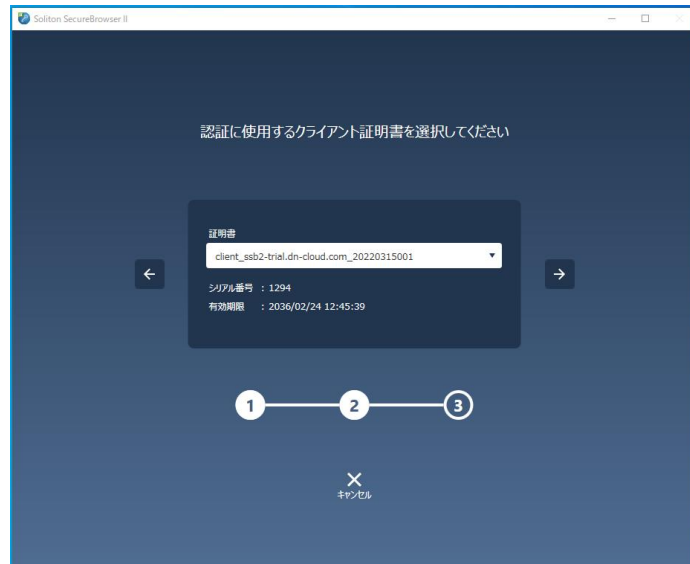 Soliton SecureBrowser II
認証に使用するクライアント証明書を選択してください
証明書
client_ssb2-trial.dn-cloud.com_20220315001
シリアル番号 : 1294
有効期限 : 2036/02/24 12:45:39
1 2 3
キャンセル